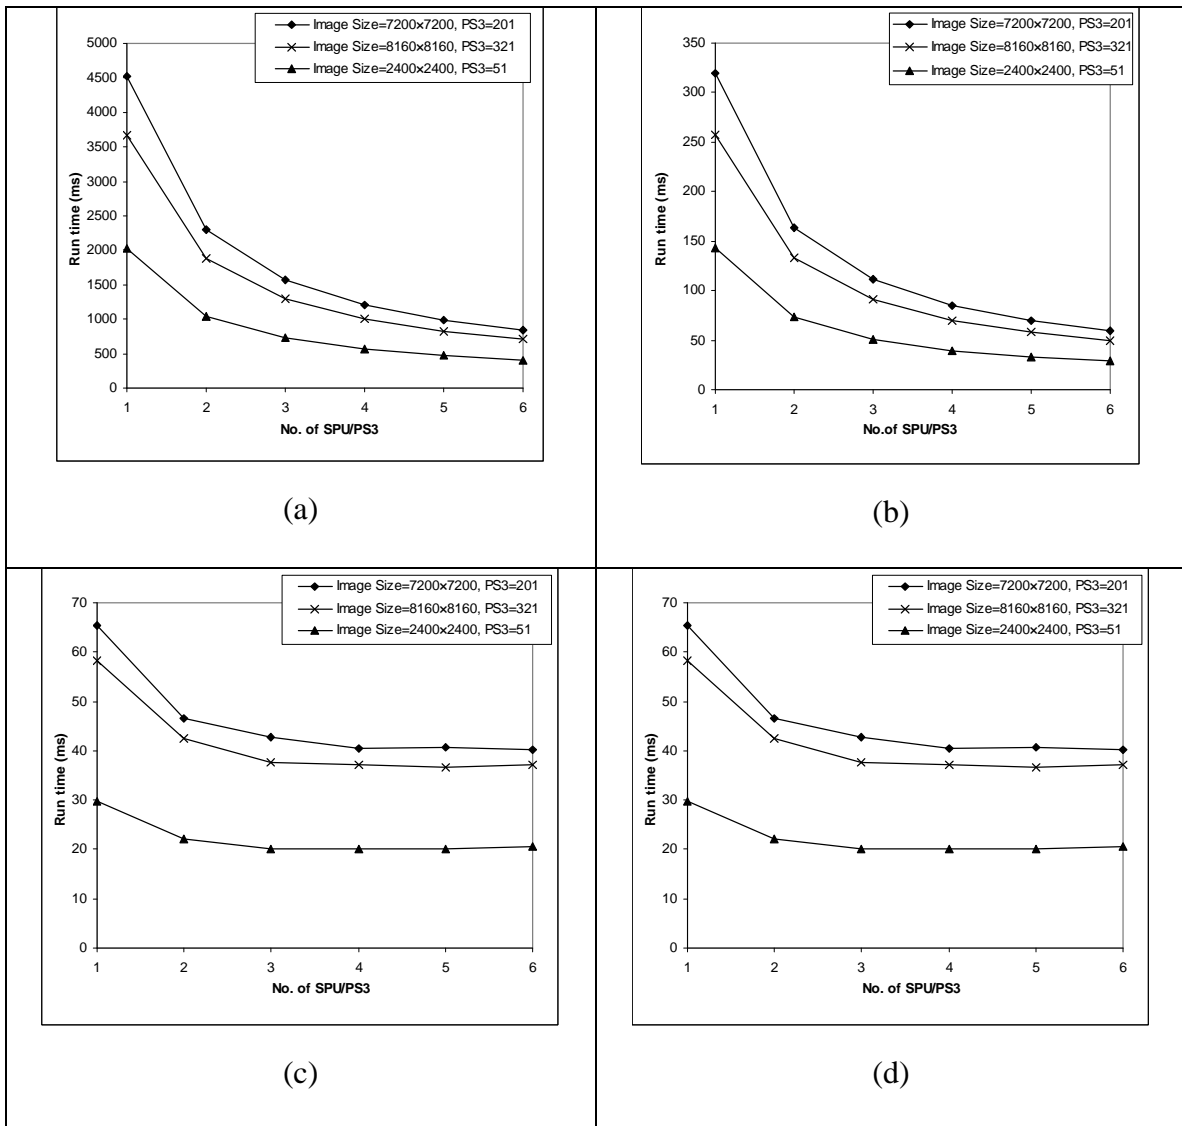 Image Size=7200×7200, PS3=201
Image Size=8160×8160, PS3=321
Image Size=2400×2400, PS3=51
5000
4500
4000
3500
3000
2500
2000
1500
1000
500
0
Run time (ms)
1 2 3 4 5 6
No. of SPU/PS3
(a)
Image Size=7200×7200, PS3=201
Image Size=8160×8160, PS3=321
Image Size=2400×2400, PS3=51
350
300
250
200
150
100
50
0
Run time (ms)
1 2 3 4 5 6
No.of SPU/PS3
(b)
Image Size=7200×7200, PS3=201
Image Size=8160×8160, PS3=321
Image Size=2400×2400, PS3=51
70
60
50
40
30
20
10
0
Run time (ms)
1 2 3 4 5 6
No. of SPU/PS3
(c)
Image Size=7200×7200, PS3=201
Image Size=8160×8160, PS3=321
Image Size=2400×2400, PS3=51
70
60
50
40
30
20
10
0
Run time (ms)
1 2 3 4 5 6
No. of SPU/PS3
(d)